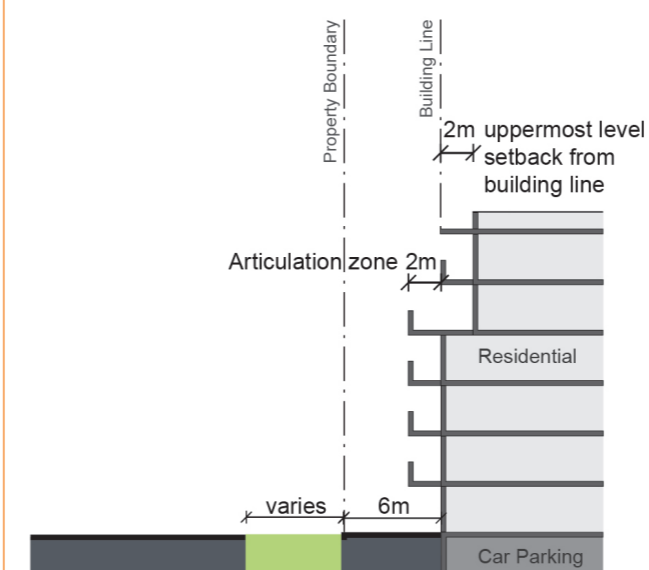 Property Boundary
Building Line
2m uppermost level
setback from
building line
Articulation zone 2m
Residential
varies
6m
Car Parking